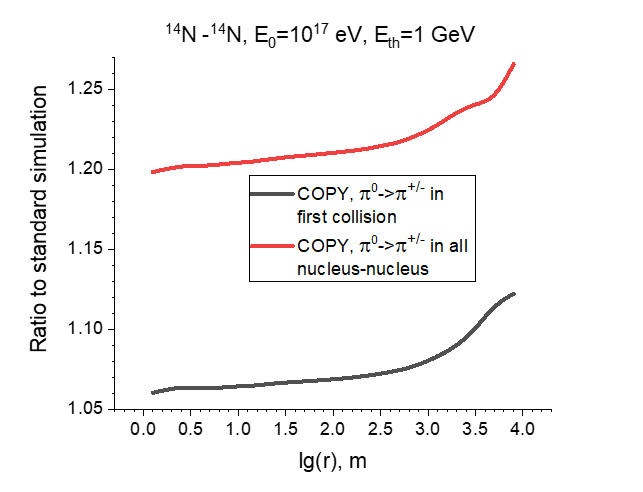 ¹⁴N -¹⁴N, E₀=10¹⁷ eV, Eₜₕ=1 GeV
Ratio to standard simulation
1.25
1.20
1.15
1.10
1.05
COPY, π⁰->π⁺/⁻ in
first collision
COPY, π⁰->π⁺/⁻ in all
nucleus-nucleus
0.0 0.5 1.0 1.5 2.0 2.5 3.0 3.5 4.0
lg(r), m